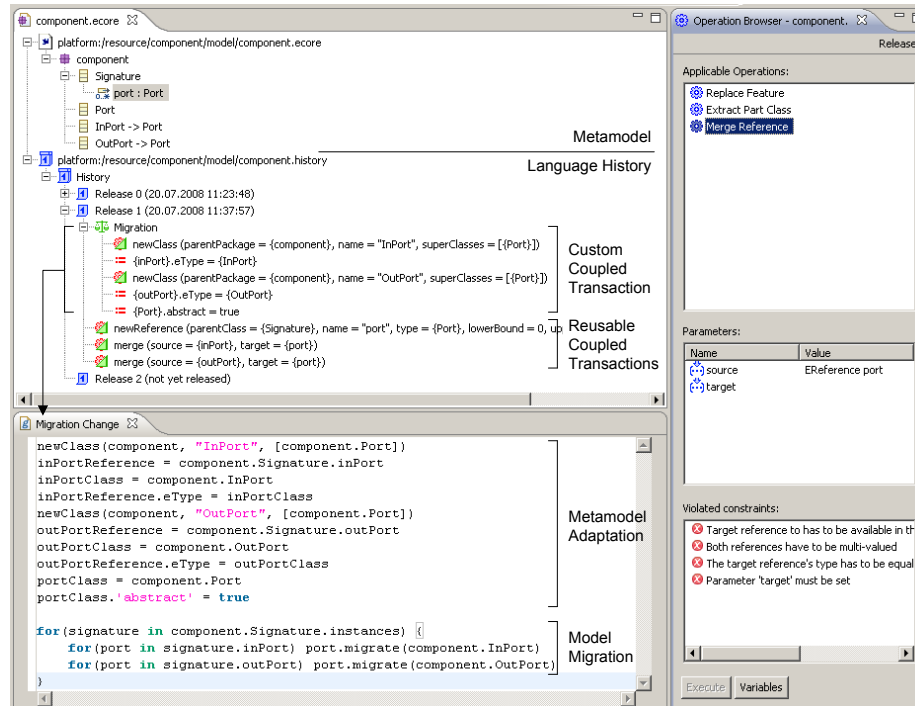 component.ecore
platform:/resource/component/model/component.ecore
component
Signature
port : Port
Port
InPort -> Port
OutPort -> Port
Metamodel
Language History
platform:/resource/component/model/component.history
History
Release 0 (20.07.2008 11:23:48)
Release 1 (20.07.2008 11:37:57)
Migration
newClass (parentPackage = {component}, name = "InPort", superClasses = [{Port}])
{inPort}.eType = {InPort}
newClass (parentPackage = {component}, name = "OutPort", superClasses = [{Port}])
{outPort}.eType = {OutPort}
{Port}.abstract = true
Custom
Coupled
Transaction
newReference (parentClass = {Signature}, name = "port", type = {Port}, lowerBound = 0, up
merge (source = {inPort}, target = {port})
merge (source = {outPort}, target = {port})
Reusable
Coupled
Transactions
Release 2 (not yet released)
Migration Change
newClass(component, "InPort", [component.Port])
inPortReference = component.Signature.inPort
inPortClass = component.InPort
inPortReference.eType = inPortClass
newClass(component, "OutPort", [component.Port])
outPortReference = component.Signature.outPort
outPortClass = component.OutPort
outPortReference.eType = outPortClass
portClass = component.Port
portClass.'abstract' = true
Metamodel
Adaptation
for(signature in component.Signature.instances) {
for(port in signature.inPort) port.migrate(component.InPort)
for(port in signature.outPort) port.migrate(component.OutPort)
}
Model
Migration
Operation Browser - component.
Release
Applicable Operations:
Replace Feature
Extract Part Class
Merge Reference
Parameters:
Name Value
source EReference port
target
Violated constraints:
Target reference to has to be available in th
Both references have to be multi-valued
The target reference's type has to be equal
Parameter 'target' must be set
Execute Variables